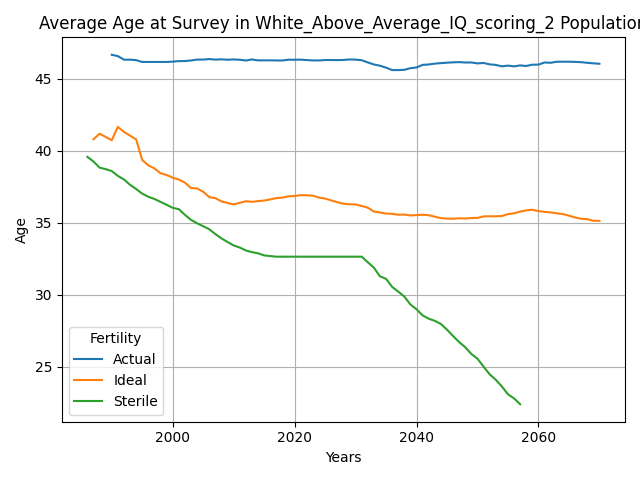 Average Age at Survey in White_Above_Average_IQ_scoring_2 Population
45
40
35
30
25
Age
Fertility
Actual
Ideal
Sterile
2000 2020 2040 2060
Years